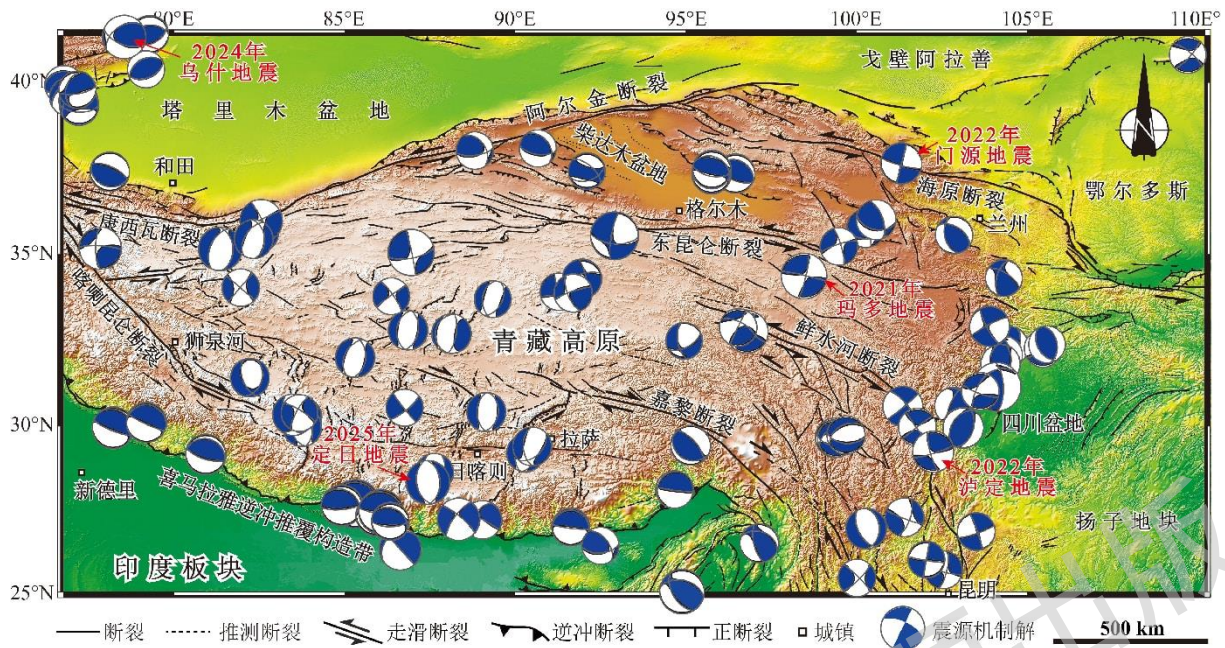 80°E 85°E 90°E 95°E 100°E 105°E 110°E
2024年
乌什地震
戈壁阿拉善
40°N
塔里木盆地
阿尔金断裂
柴达木盆地
2022年
门源地震
和田
海原断裂
鄂尔多斯
格尔木
兰州
康西瓦断裂
35°N
东昆仑断裂
2021年
玛多地震
喀喇昆仑断裂
狮泉河
青藏高原
鲜水河断裂
嘉黎断裂
30°N
四川盆地
2025年
定日地震
拉萨
日喀则
2022年
泸定地震
新德里
喜马拉雅逆冲推覆构造带
扬子地块
印度板块
25°N
昆明
断裂 推测断裂 走滑断裂 逆冲断裂 正断裂 城镇 震源机制解 500 km
出版